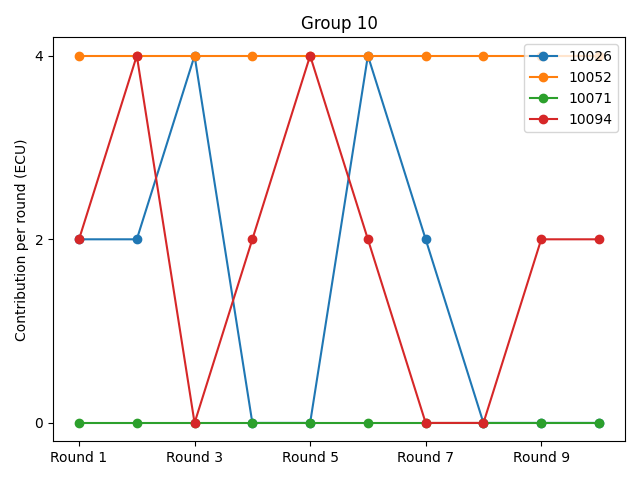 Group 10
Contribution per round (ECU)
4
2
0
Round 1
Round 3
Round 5
Round 7
Round 9
10026
10052
10071
10094